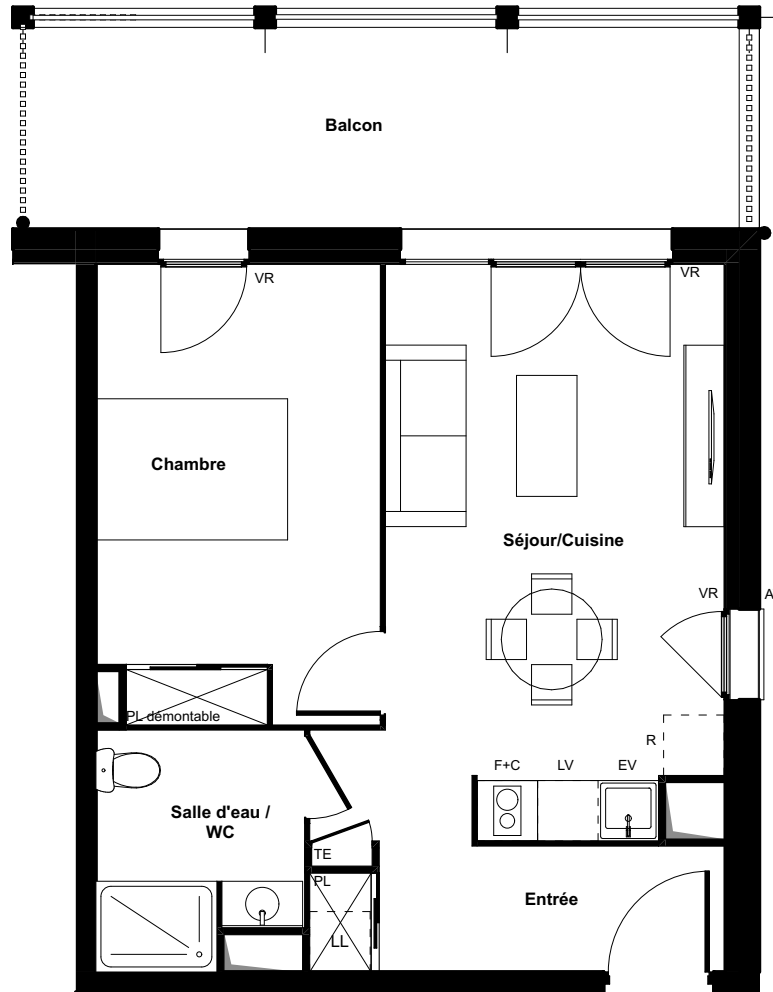 Balcon
VR
VR
Chambre
Séjour/Cuisine
VR
A
PL démontable
R
F+C
LV
EV
Salle d'eau /
WC
TE
PL
Entrée
LL